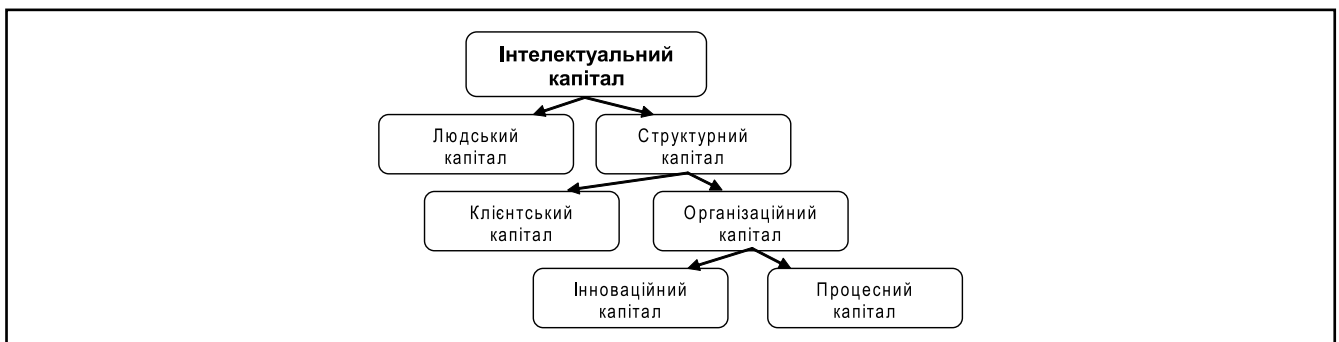 Інтелектуальний
капітал
Людський
капітал
Структурний
капітал
Клієнтський
капітал
Організаційний
капітал
Інноваційний
капітал
Процесний
капітал